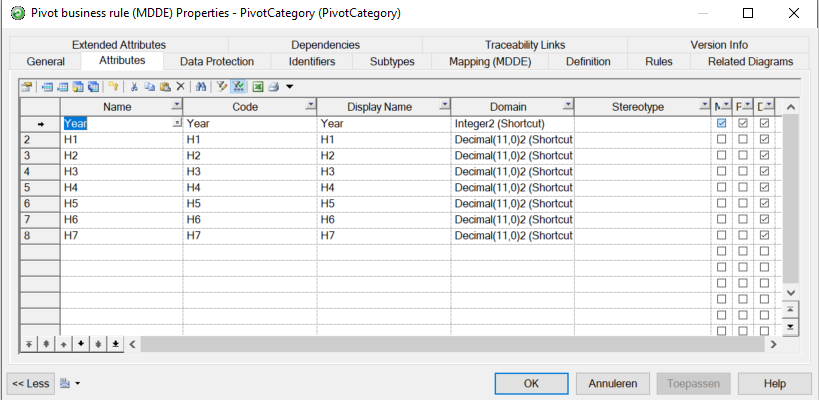 Pivot business rule (MDDE) Properties - PivotCategory (PivotCategory)
Extended Attributes Dependencies Traceability Links Version Info
General Attributes Data Protection Identifiers Subtypes Mapping (MDDE) Definition Rules Related Diagrams
Name Code Display Name Domain Stereotype M F D
Year Year Year Integer2 (Shortcut)
2 H1 H1 H1 Decimal(11,0)2 (Shortcut
3 H2 H2 H2 Decimal(11,0)2 (Shortcut
4 H3 H3 H3 Decimal(11,0)2 (Shortcut
5 H4 H4 H4 Decimal(11,0)2 (Shortcut
6 H5 H5 H5 Decimal(11,0)2 (Shortcut
7 H6 H6 H6 Decimal(11,0)2 (Shortcut
8 H7 H7 H7 Decimal(11,0)2 (Shortcut
<< Less OK Annuleren Toepassen Help